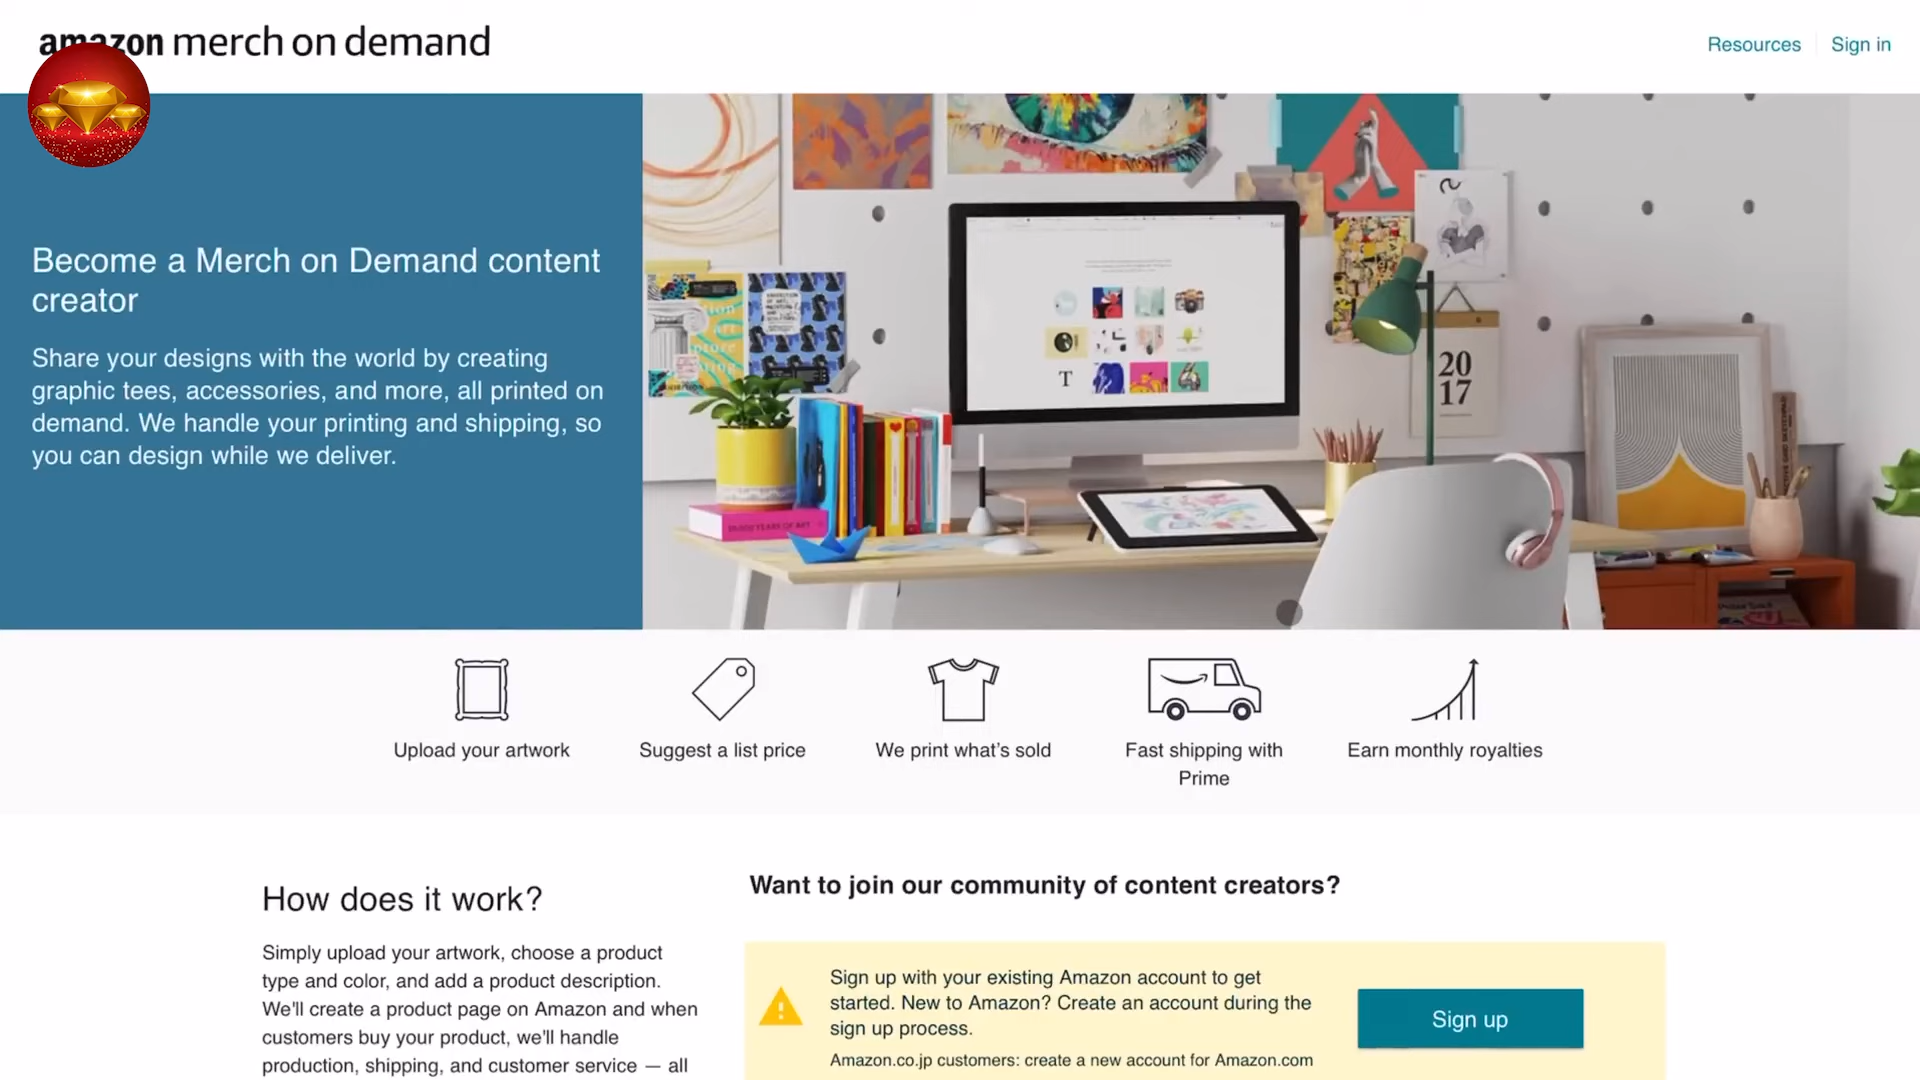 amazon merch on demand
Resources
Sign in
Become a Merch on Demand content
creator
Share your designs with the world by creating
graphic tees, accessories, and more, all printed on
demand. We handle your printing and shipping, so
you can design while we deliver.
20
17
T
Upload your artwork
Suggest a list price
We print what's sold
Fast shipping with
Prime
Earn monthly royalties
How does it work?
Simply upload your artwork, choose a product
type and color, and add a product description.
We'll create a product page on Amazon and when
customers buy your product, we'll handle
production, shipping, and customer service — all
Want to join our community of content creators?
Sign up with your existing Amazon account to get
started. New to Amazon? Create an account during the
sign up process.
Amazon.co.jp customers: create a new account for Amazon.com
Sign up